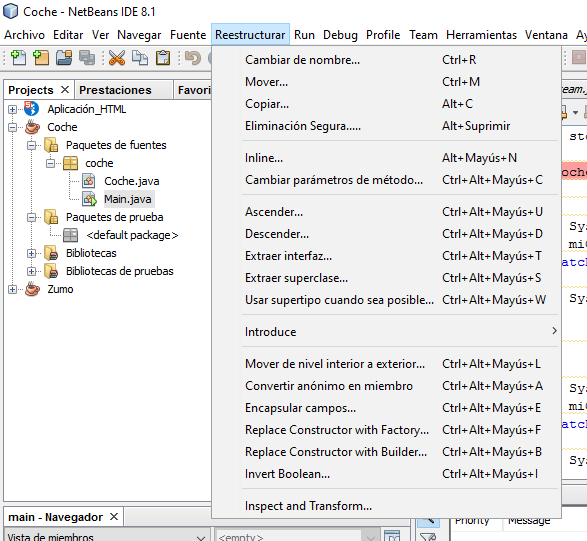 Coche - NetBeans IDE 8.1
Archivo Editar Ver Navegar Fuente Reestructurar Run Debug Profile Team Herramientas Ventana Ay
Projects × Prestaciones Favori
Cambiar de nombre... Ctrl+R
Mover... Ctrl+M
Copiar... Alt+C
Eliminación Segura..... Alt+Suprimir
Inline... Alt+Mayús+N
Cambiar parámetros de método... Ctrl+Alt+Mayús+C
Ascender... Ctrl+Alt+Mayús+U
Descender... Ctrl+Alt+Mayús+D
Extraer interfaz... Ctrl+Alt+Mayús+T
Extraer superclase... Ctrl+Alt+Mayús+S
Usar supertipo cuando sea posible... Ctrl+Alt+Mayús+W
Introduce
Mover de nivel interior a exterior... Ctrl+Alt+Mayús+L
Convertir anónimo en miembro Ctrl+Alt+Mayús+A
Encapsular campos... Ctrl+Alt+Mayús+E
Replace Constructor with Factory... Ctrl+Alt+Mayús+F
Replace Constructor with Builder... Ctrl+Alt+Mayús+B
Invert Boolean... Ctrl+Alt+Mayús+I
Inspect and Transform...
Aplicación_HTML
Coche
Paquetes de fuentes
coche
Coche.java
Main.java
Paquetes de prueba
<default package>
Bibliotecas
Bibliotecas de pruebas
Zumo
eam.j
st
oche
Sy
mi
atch
Sy
Sy
mi
atch
Sy
main - Navegador ×
Vista de miembros <empty>
Priority Message